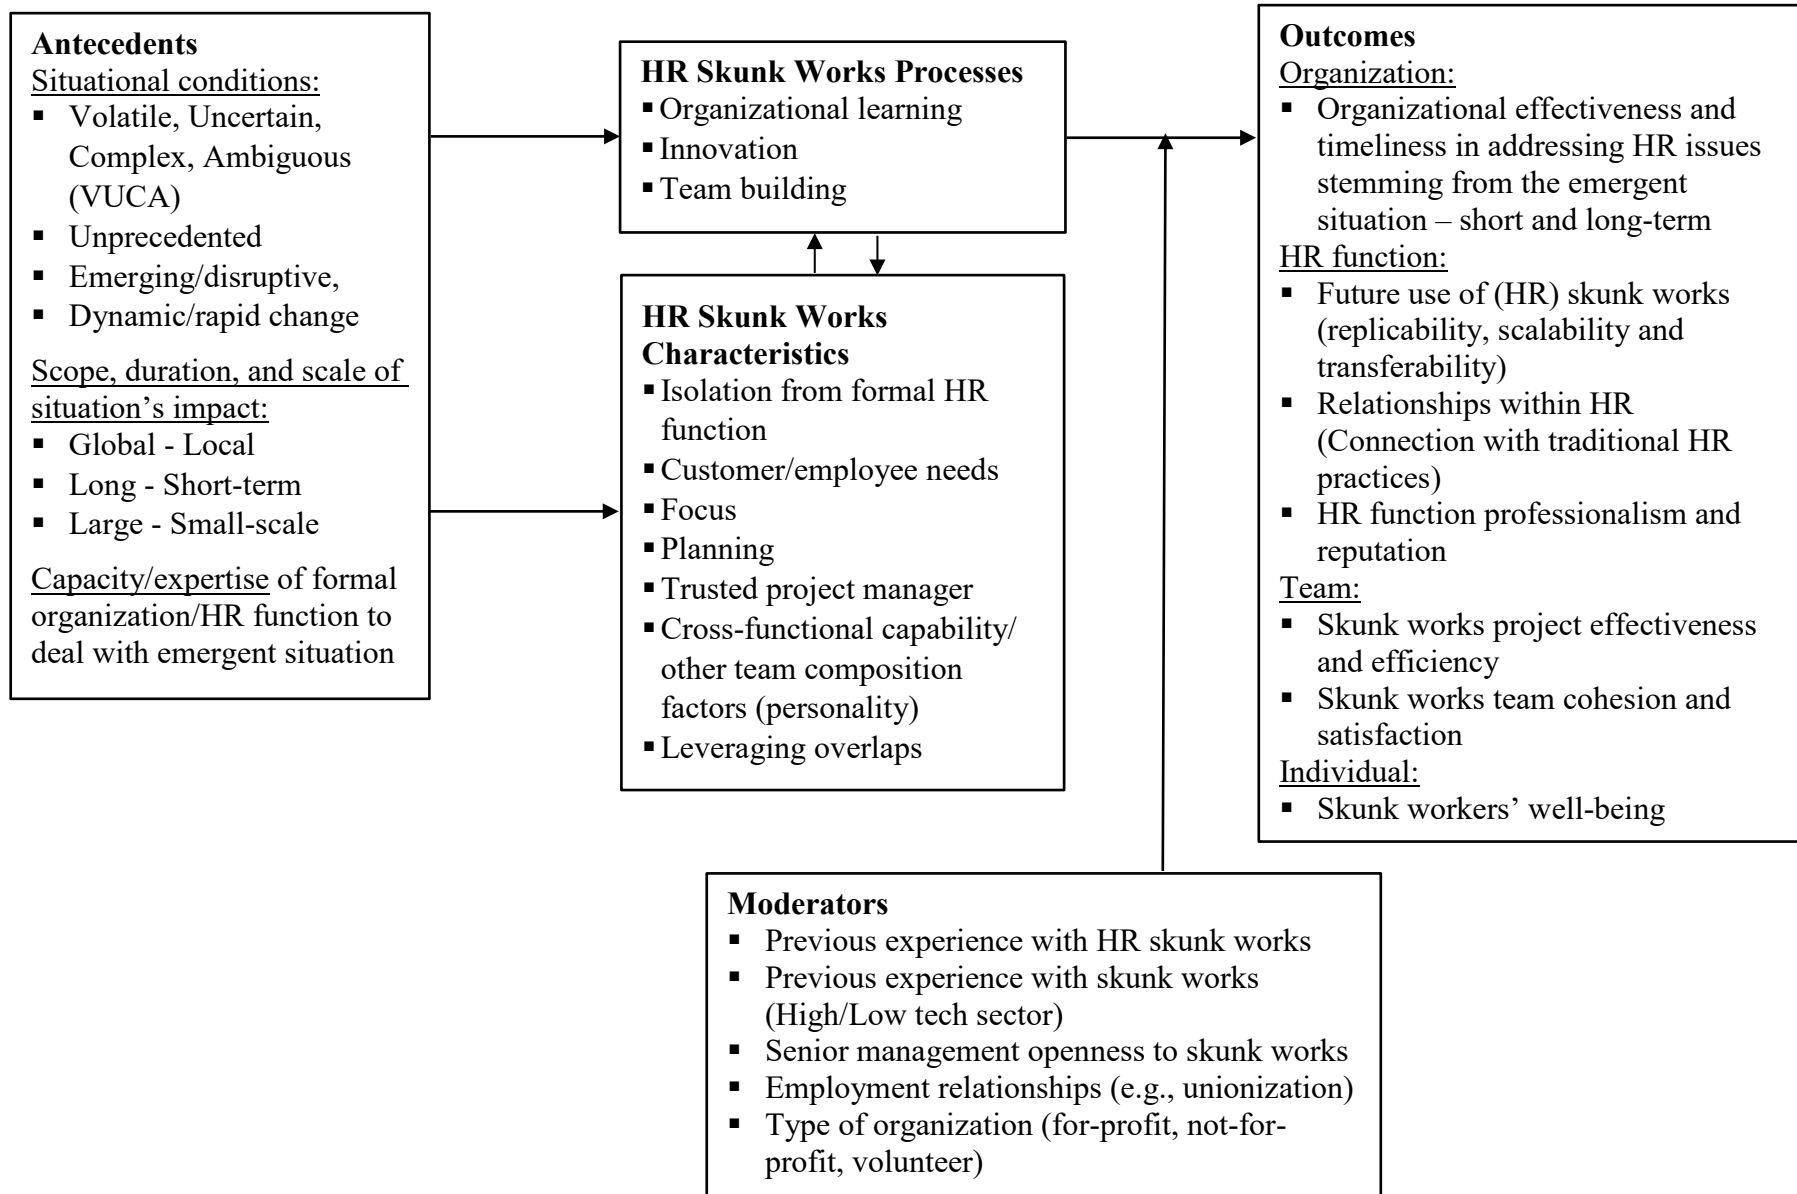 Antecedents
Situational conditions:
▪ Volatile, Uncertain,
Complex, Ambiguous
(VUCA)
▪ Unprecedented
▪ Emerging/disruptive,
▪ Dynamic/rapid change
Scope, duration, and scale of
situation’s impact:
▪ Global - Local
▪ Long - Short-term
▪ Large - Small-scale
Capacity/expertise of formal
organization/HR function to
deal with emergent situation
HR Skunk Works Processes
▪ Organizational learning
▪ Innovation
▪ Team building
HR Skunk Works
Characteristics
▪ Isolation from formal HR
function
▪ Customer/employee needs
▪ Focus
▪ Planning
▪ Trusted project manager
▪ Cross-functional capability/
other team composition
factors (personality)
▪ Leveraging overlaps
Outcomes
Organization:
▪ Organizational effectiveness and
timeliness in addressing HR issues
stemming from the emergent
situation – short and long-term
HR function:
▪ Future use of (HR) skunk works
(replicability, scalability and
transferability)
▪ Relationships within HR
(Connection with traditional HR
practices)
▪ HR function professionalism and
reputation
Team:
▪ Skunk works project effectiveness
and efficiency
▪ Skunk works team cohesion and
satisfaction
Individual:
▪ Skunk workers’ well-being
Moderators
▪ Previous experience with HR skunk works
▪ Previous experience with skunk works
(High/Low tech sector)
▪ Senior management openness to skunk works
▪ Employment relationships (e.g., unionization)
▪ Type of organization (for-profit, not-for-
profit, volunteer)